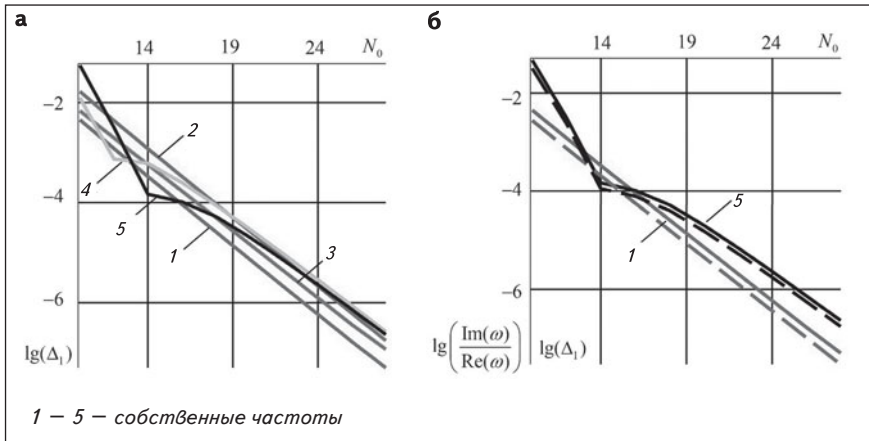 а
14 19 24 N₀
−2
−4
−6
2
4
5
1
3
lg(Δ₁)
б
14 19 24 N₀
−2
−4
−6
5
1
lg(Im(ω)/Re(ω)) lg(Δ₁)
1 – 5 – собственные частоты